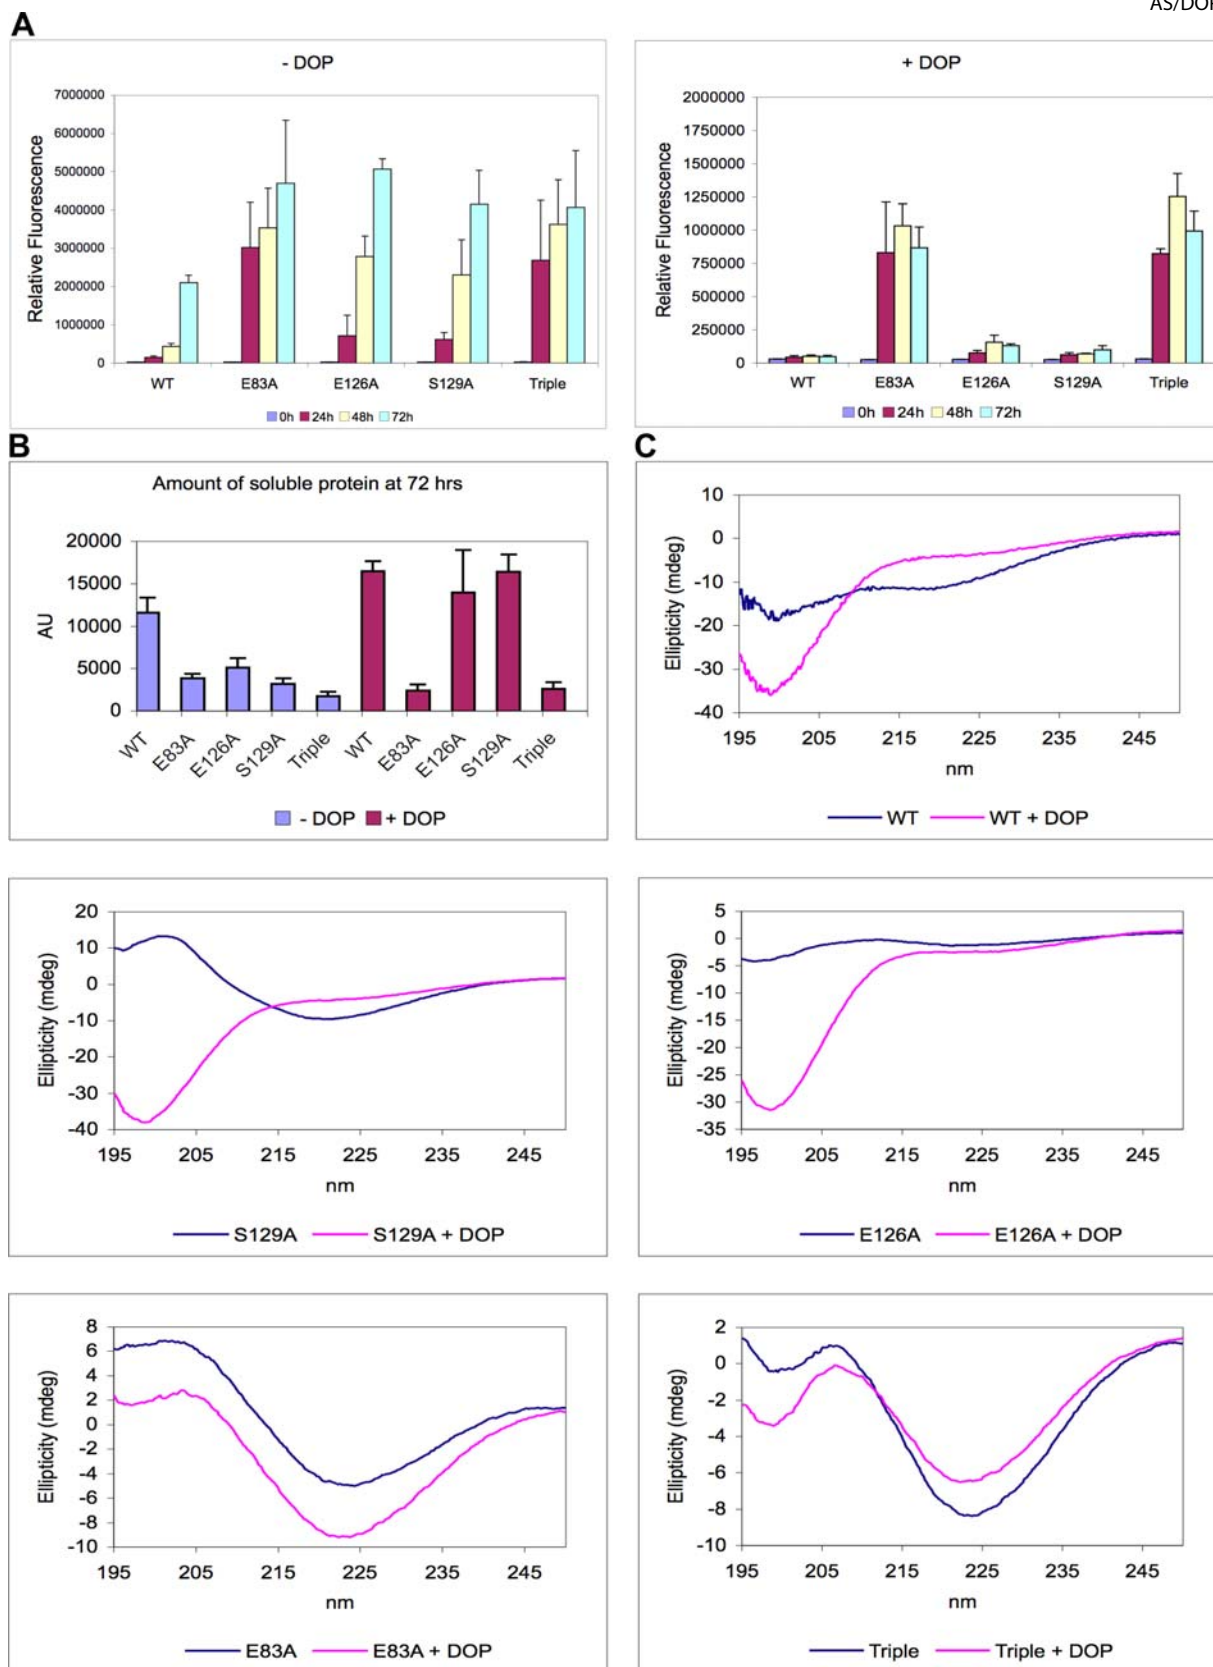 AS/DOP
A
- DOP
7000000
6000000
5000000
4000000
3000000
2000000
1000000
0
Relative Fluorescence
WT E83A E126A S129A Triple
0h 24h 48h 72h
+ DOP
2000000
1750000
1500000
1250000
1000000
750000
500000
250000
0
Relative Fluorescence
WT E83A E126A S129A Triple
0h 24h 48h 72h
B
Amount of soluble protein at 72 hrs
20000
15000
10000
5000
0
AU
WT E83A E126A S129A Triple WT E83A E126A S129A Triple
- DOP + DOP
C
10
0
-10
-20
-30
-40
Ellipticity (mdeg)
195 205 215 225 235 245
nm
WT WT + DOP
20
10
0
-10
-20
-30
-40
Ellipticity (mdeg)
195 205 215 225 235 245
nm
S129A S129A + DOP
5
0
-5
-10
-15
-20
-25
-30
-35
Ellipticity (mdeg)
195 205 215 225 235 245
nm
E126A E126A + DOP
8
6
4
2
0
-2
-4
-6
-8
-10
Ellipticity (mdeg)
195 205 215 225 235 245
nm
E83A E83A + DOP
2
0
-2
-4
-6
-8
-10
Ellipticity (mdeg)
195 205 215 225 235 245
nm
Triple Triple + DOP